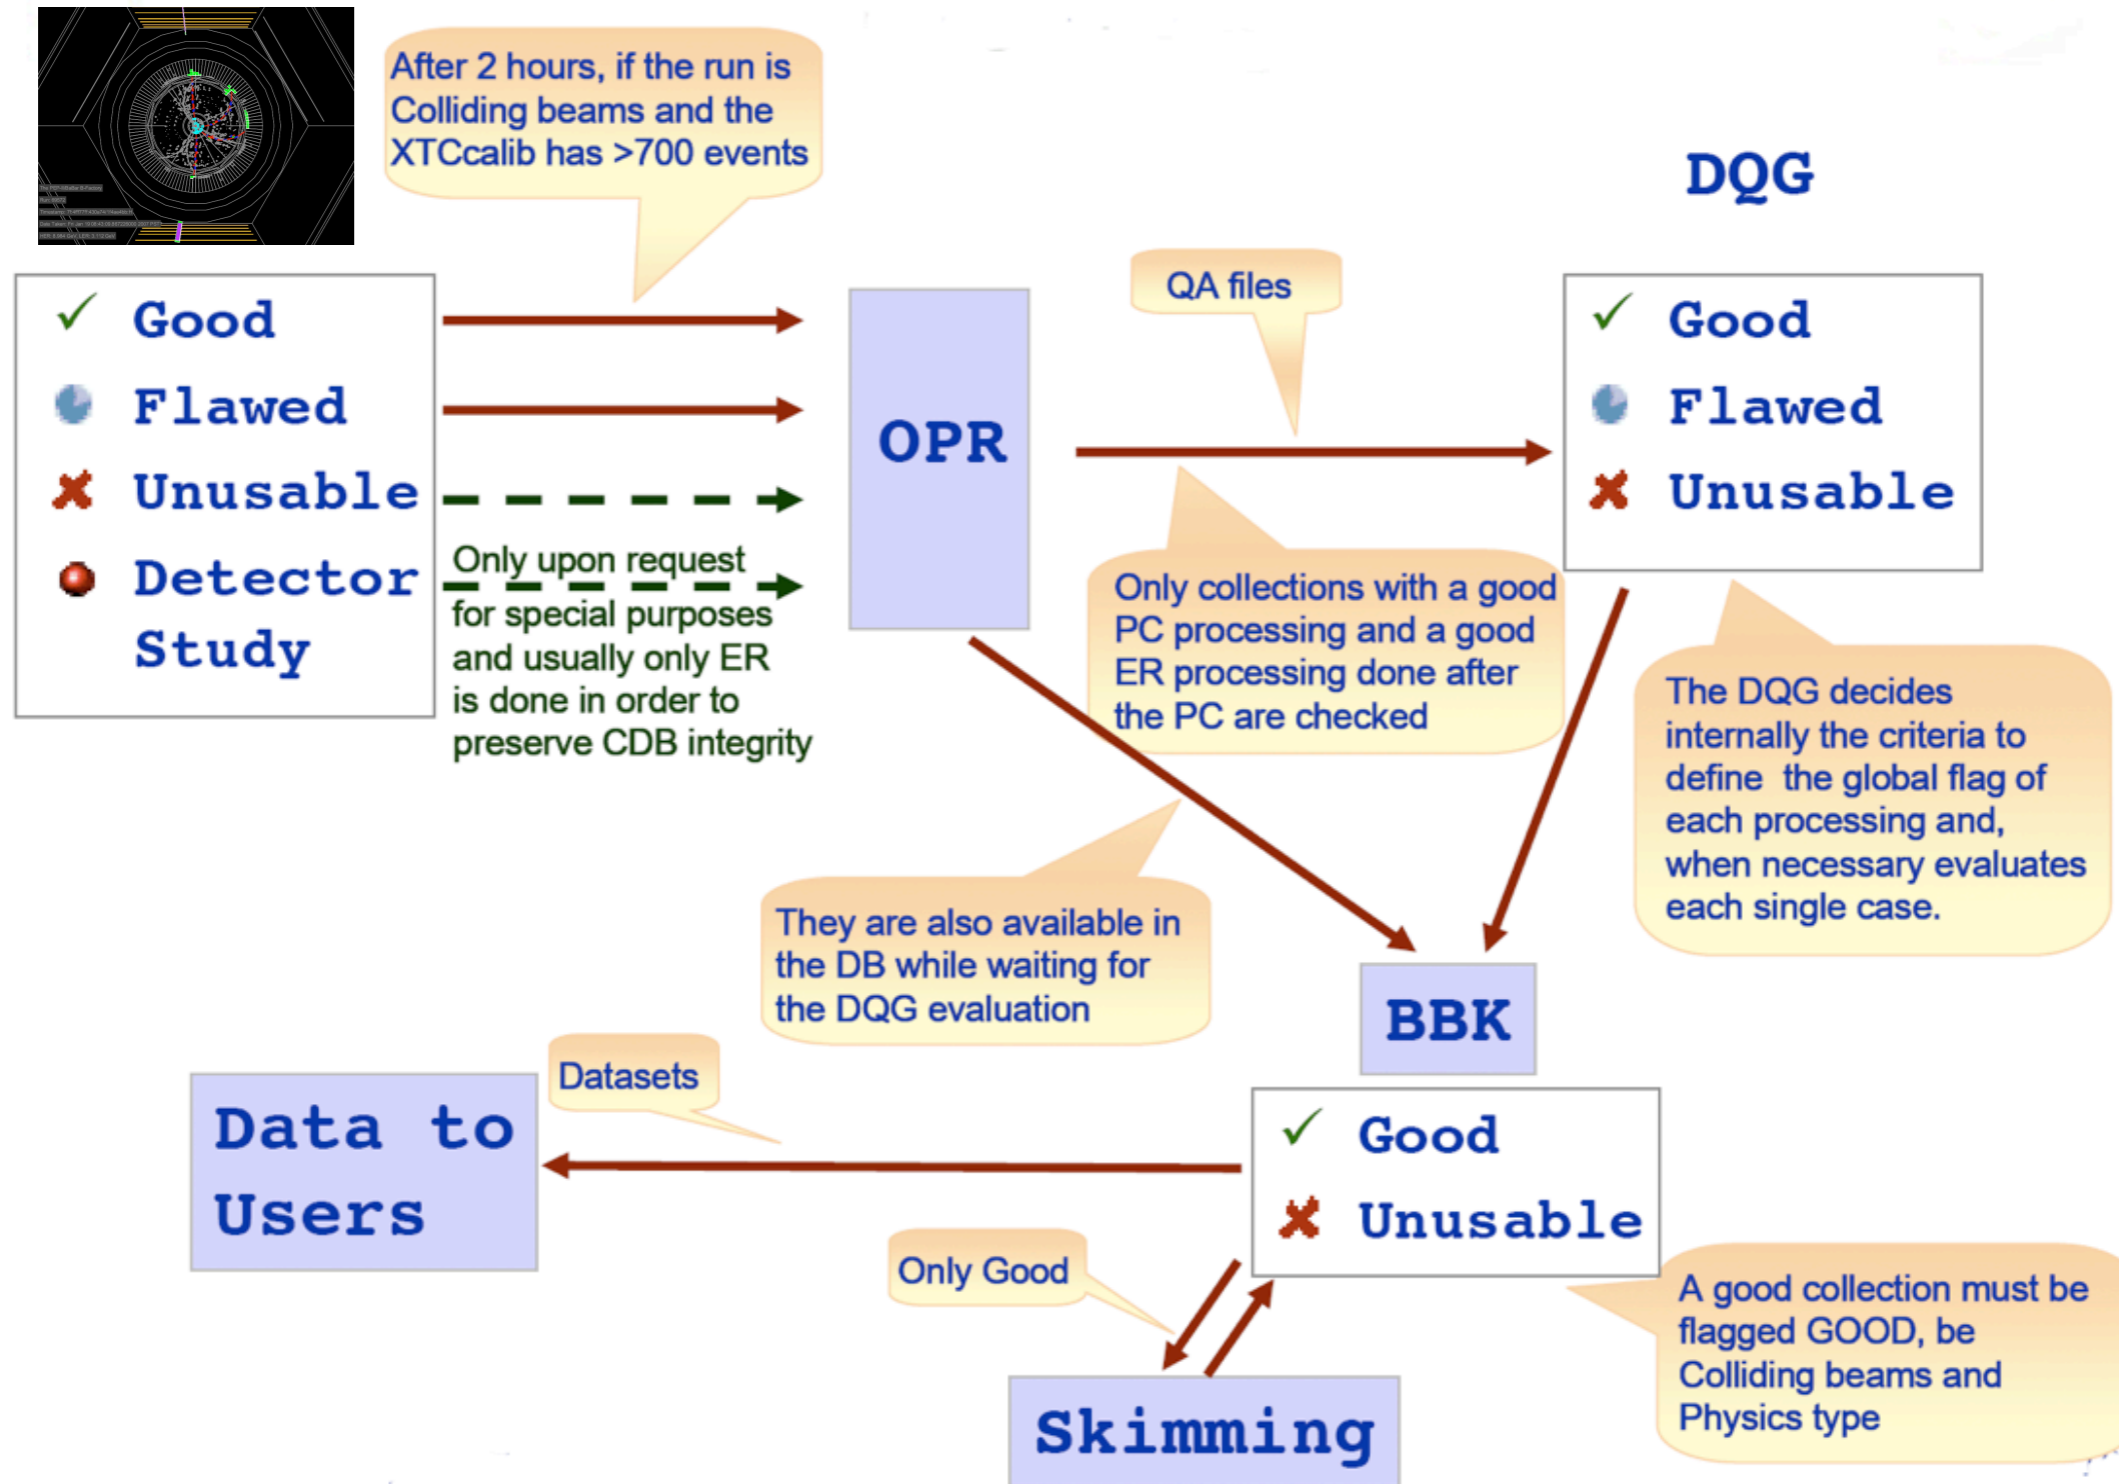 After 2 hours, if the run is
Colliding beams and the
XTCcalib has >700 events
DQG
Good
Flawed
Unusable
Detector
Study
Only upon request
for special purposes
and usually only ER
is done in order to
preserve CDB integrity
OPR
QA files
Good
Flawed
Unusable
Only collections with a good
PC processing and a good
ER processing done after
the PC are checked
The DQG decides
internally the criteria to
define the global flag of
each processing and,
when necessary evaluates
each single case.
They are also available in
the DB while waiting for
the DQG evaluation
BBK
Good
Unusable
Datasets
Data to
Users
Only Good
A good collection must be
flagged GOOD, be
Colliding beams and
Physics type
Skimming